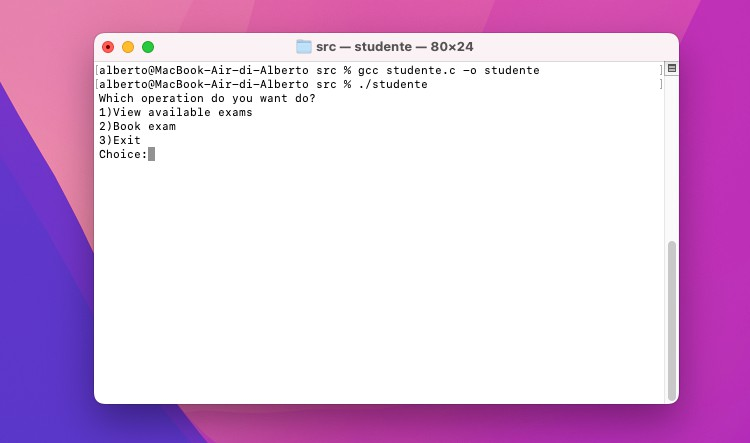 src — studente — 80×24
[alberto@MacBook-Air-di-Alberto src % gcc studente.c -o studente ]
[alberto@MacBook-Air-di-Alberto src % ./studente ]
Which operation do you want do?
1)View available exams
2)Book exam
3)Exit
Choice: